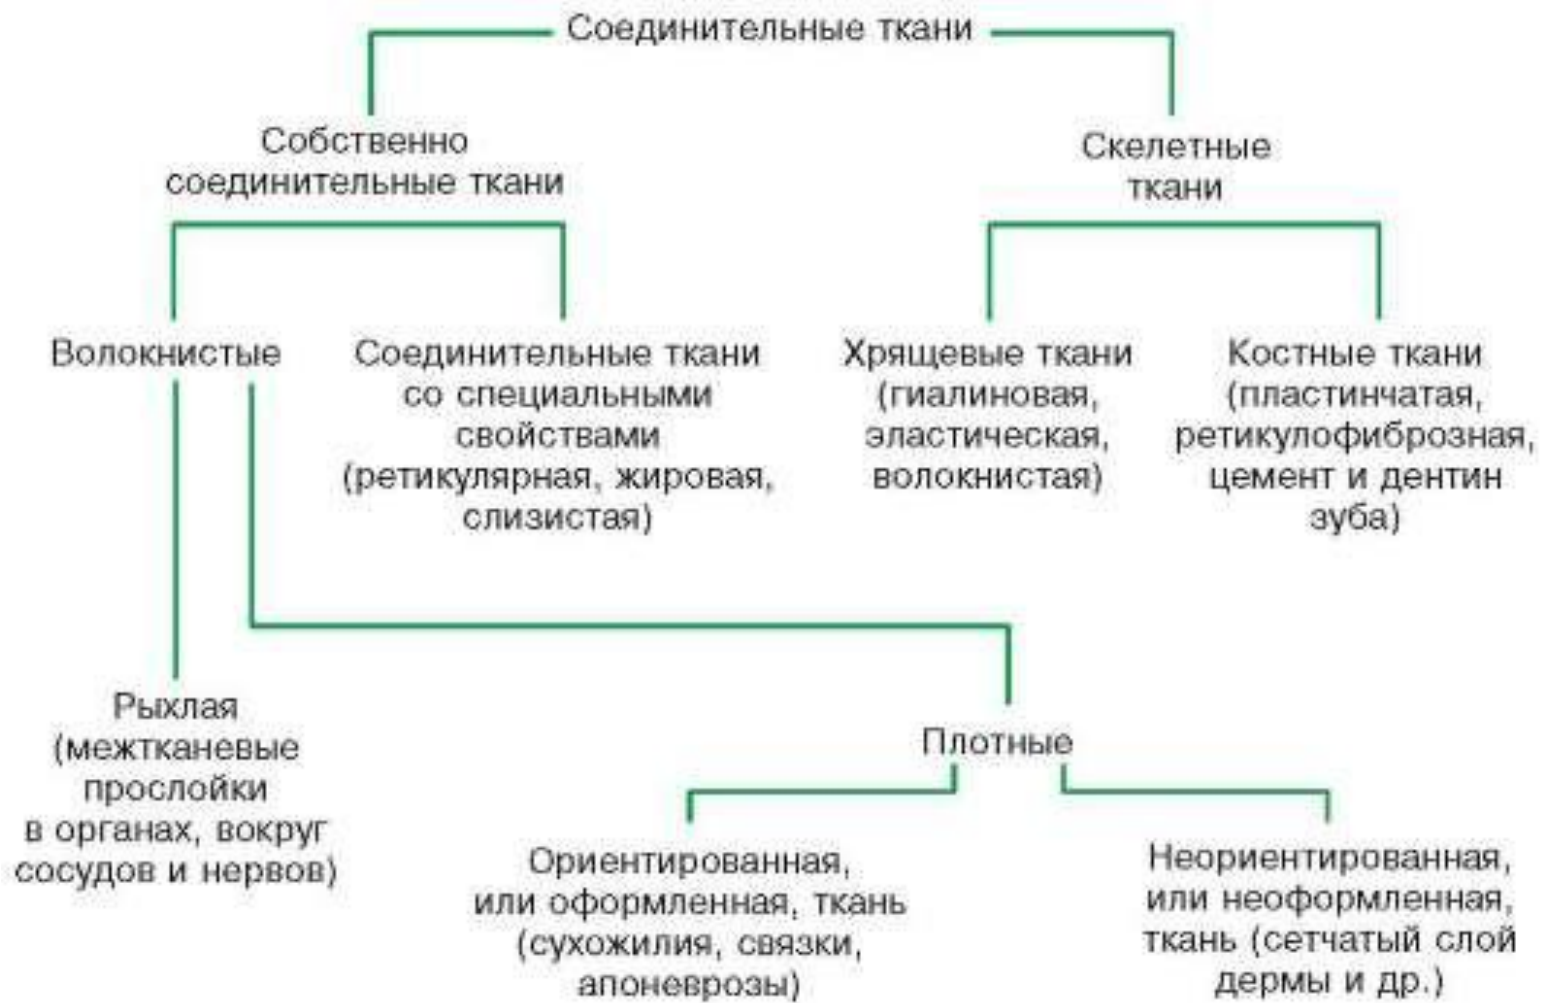 Соединительные ткани
Собственно
соединительные ткани
Скелетные
ткани
Волокнистые
Соединительные ткани
со специальными
свойствами
(ретикулярная, жировая,
слизистая)
Хрящевые ткани
(гиалиновая,
эластическая,
волокнистая)
Костные ткани
(пластинчатая,
ретикулофиброзная,
цемент и дентин
зуба)
Рыхлая
(межтканевые
прослойки
в органах, вокруг
сосудов и нервов)
Плотные
Ориентированная,
или оформленная, ткань
(сухожилия, связки,
апоневрозы)
Неориентированная,
или неоформленная,
ткань (сетчатый слой
дермы и др.)